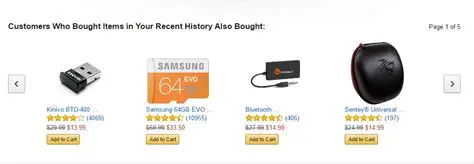 Customers Who Bought Items in Your Recent History Also Bought:
Page 1 of 5
SAMSUNG
64 EVO
Kinivo BTD-400 ...
(4069)
$29.99 $13.99
Add to Cart
Samsung 64GB EVO ...
(10955)
$59.99 $33.50
Add to Cart
Bluetooth ...
(406)
$27.99 $14.99
Add to Cart
Sentey® Universal ...
(197)
$24.99 $14.99
Add to Cart